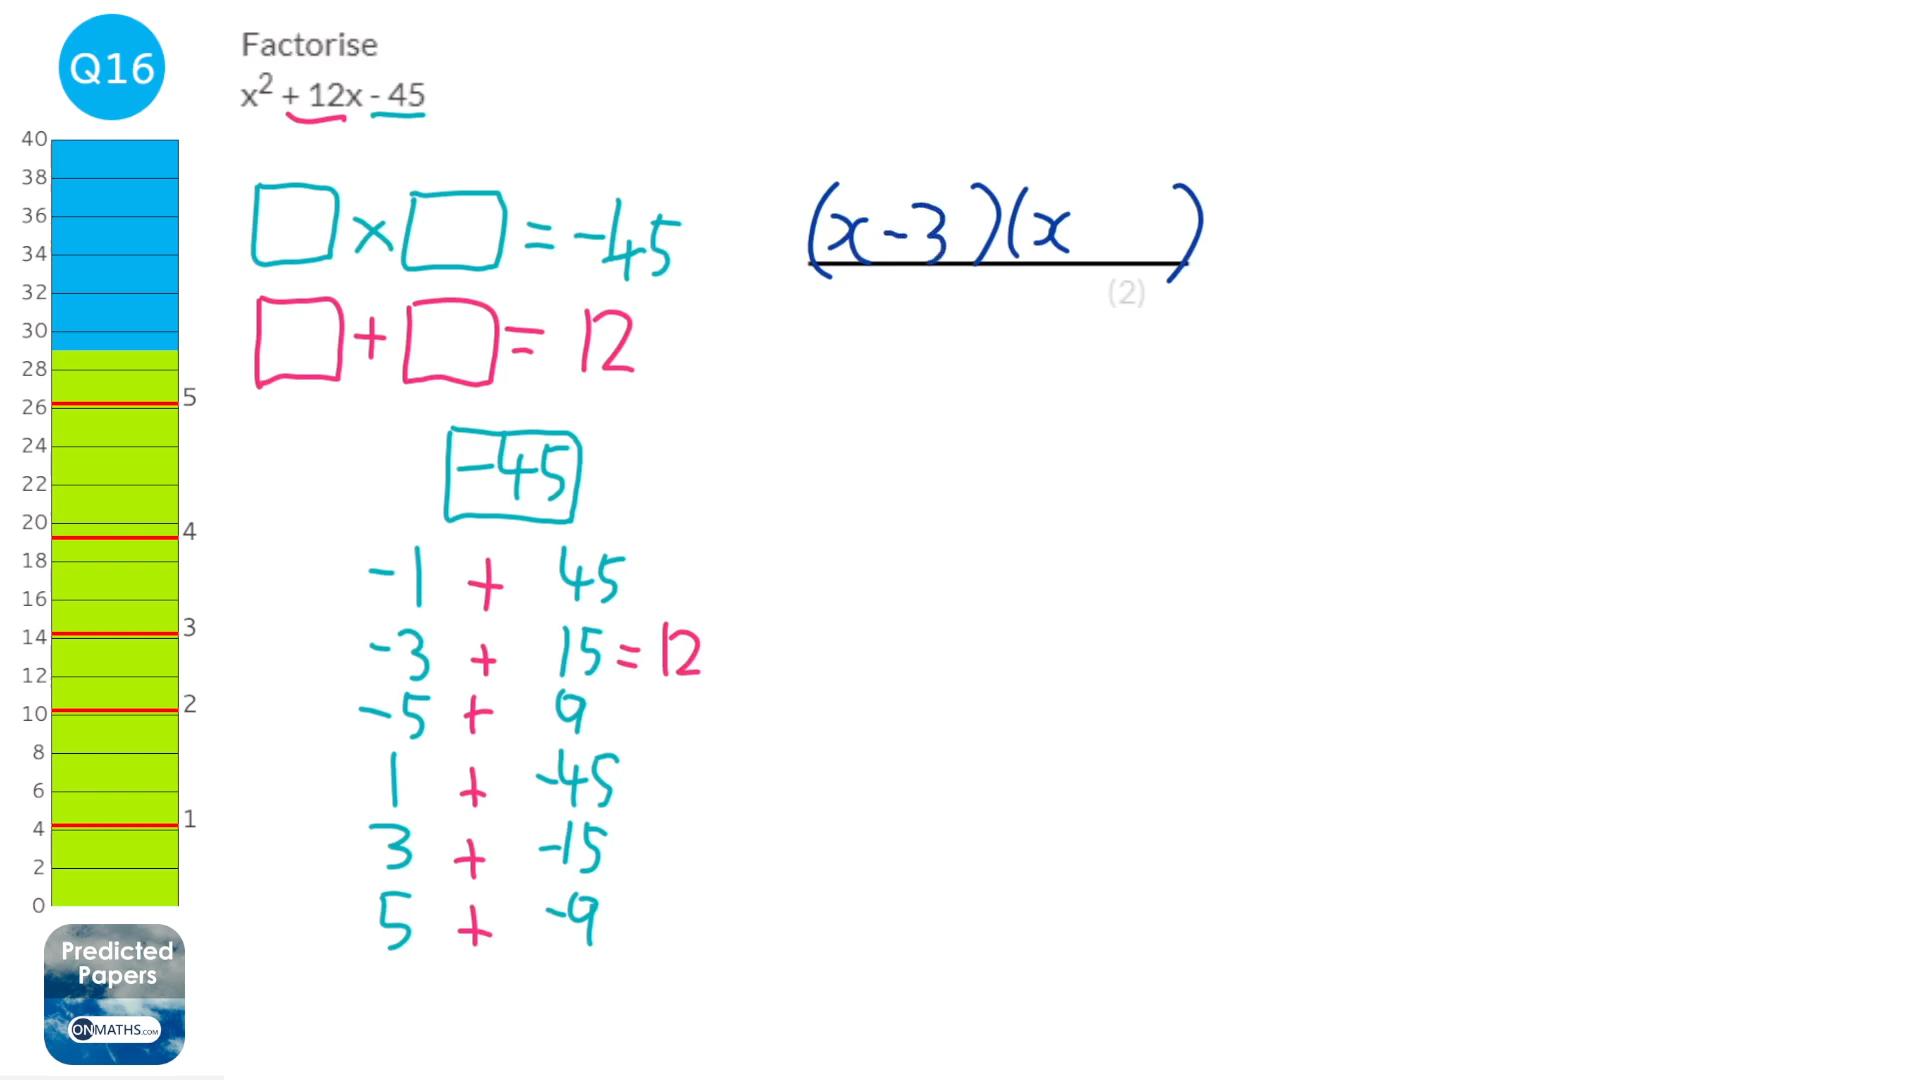 Q16
Factorise
x² + 12x - 45
40
38
36
34
32
30
28
26
24
22
20
18
16
14
12
10
8
6
4
2
0
5
4
3
2
1
□ × □ = -45
□ + □ = 12
-45
-1 + 45
-3 + 15 = 12
-5 + 9
1 + -45
3 + -15
5 + -9
(x-3)(x )
(2)
Predicted
Papers
ONMATHS.COM